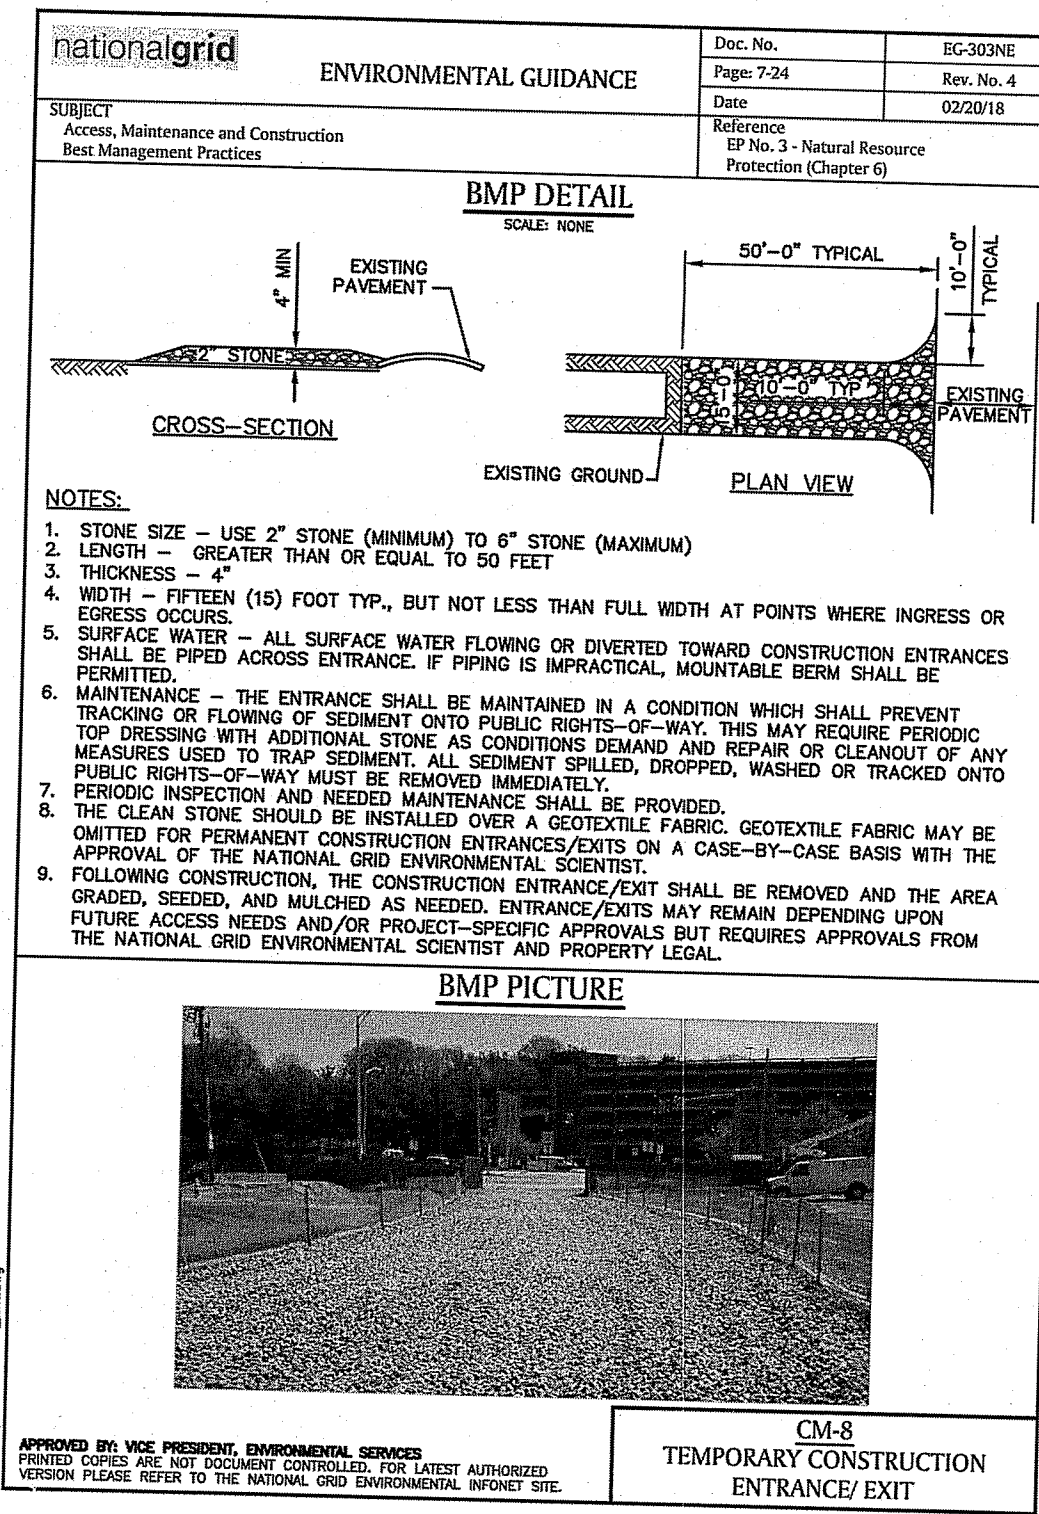 nationalgrid
ENVIRONMENTAL GUIDANCE
Doc. No.
EG-303NE
Page: 7-24
Rev. No. 4
Date
02/20/18
SUBJECT
Access, Maintenance and Construction
Best Management Practices
Reference
EP No. 3 - Natural Resource
Protection (Chapter 6)
BMP DETAIL
SCALE: NONE
4" MIN
EXISTING
PAVEMENT
2" STONE
CROSS-SECTION
50'-0" TYPICAL
10'-0"
TYPICAL
15'-0"
10'-0" TYP
EXISTING
PAVEMENT
EXISTING GROUND
PLAN VIEW
NOTES:
1. STONE SIZE – USE 2" STONE (MINIMUM) TO 6" STONE (MAXIMUM)
2. LENGTH – GREATER THAN OR EQUAL TO 50 FEET
3. THICKNESS – 4"
4. WIDTH – FIFTEEN (15) FOOT TYP., BUT NOT LESS THAN FULL WIDTH AT POINTS WHERE INGRESS OR
EGRESS OCCURS.
5. SURFACE WATER – ALL SURFACE WATER FLOWING OR DIVERTED TOWARD CONSTRUCTION ENTRANCES
SHALL BE PIPED ACROSS ENTRANCE. IF PIPING IS IMPRACTICAL, MOUNTABLE BERM SHALL BE
PERMITTED.
6. MAINTENANCE – THE ENTRANCE SHALL BE MAINTAINED IN A CONDITION WHICH SHALL PREVENT
TRACKING OR FLOWING OF SEDIMENT ONTO PUBLIC RIGHTS-OF-WAY. THIS MAY REQUIRE PERIODIC
TOP DRESSING WITH ADDITIONAL STONE AS CONDITIONS DEMAND AND REPAIR OR CLEANOUT OF ANY
MEASURES USED TO TRAP SEDIMENT. ALL SEDIMENT SPILLED, DROPPED, WASHED OR TRACKED ONTO
PUBLIC RIGHTS-OF-WAY MUST BE REMOVED IMMEDIATELY.
7. PERIODIC INSPECTION AND NEEDED MAINTENANCE SHALL BE PROVIDED.
8. THE CLEAN STONE SHOULD BE INSTALLED OVER A GEOTEXTILE FABRIC. GEOTEXTILE FABRIC MAY BE
OMITTED FOR PERMANENT CONSTRUCTION ENTRANCES/EXITS ON A CASE-BY-CASE BASIS WITH THE
APPROVAL OF THE NATIONAL GRID ENVIRONMENTAL SCIENTIST.
9. FOLLOWING CONSTRUCTION, THE CONSTRUCTION ENTRANCE/EXIT SHALL BE REMOVED AND THE AREA
GRADED, SEEDED, AND MULCHED AS NEEDED. ENTRANCE/EXITS MAY REMAIN DEPENDING UPON
FUTURE ACCESS NEEDS AND/OR PROJECT-SPECIFIC APPROVALS BUT REQUIRES APPROVALS FROM
THE NATIONAL GRID ENVIRONMENTAL SCIENTIST AND PROPERTY LEGAL.
BMP PICTURE
APPROVED BY: VICE PRESIDENT, ENVIRONMENTAL SERVICES
PRINTED COPIES ARE NOT DOCUMENT CONTROLLED. FOR LATEST AUTHORIZED
VERSION PLEASE REFER TO THE NATIONAL GRID ENVIRONMENTAL INFONET SITE.
CM-8
TEMPORARY CONSTRUCTION
ENTRANCE/ EXIT